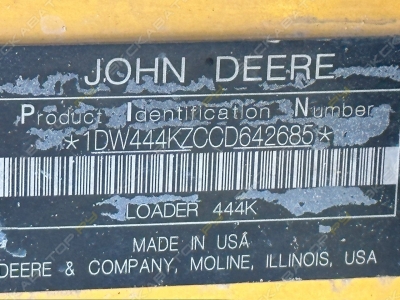 JOHN DEERE
Product Identification Number
*1DW444KZCCD642685*
LOADER 444K
MADE IN USA
DEERE & COMPANY, MOLINE, ILLINOIS, USA